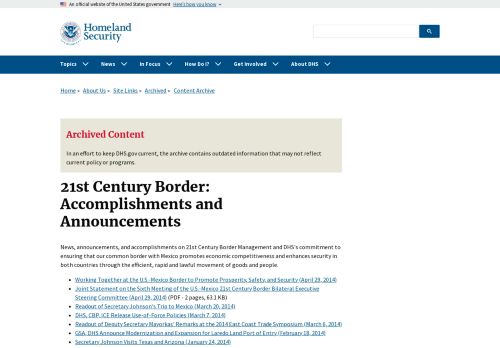 An official website of the United States government Here's how you know
Homeland
Security
Topics News In Focus How Do I? Get Involved About DHS
Home About Us Site Links Archived Content Archive
Archived Content
In an effort to keep DHS.gov current, the archive contains outdated information that may not reflect
current policy or programs.
21st Century Border:
Accomplishments and
Announcements
News, announcements, and accomplishments on 21st Century Border Management and DHS's commitment to
ensuring that our common border with Mexico promotes economic competitiveness and enhances security in
both countries through the efficient, rapid and lawful movement of goods and people.
Working Together at the U.S.-Mexico Border to Promote Prosperity, Safety, and Security (April 29, 2014)
Joint Statement on the Sixth Meeting of the U.S.-Mexico 21st Century Border Bilateral Executive
Steering Committee (April 29, 2014) (PDF - 2 pages, 63.1 KB)
Readout of Secretary Johnson's Trip to Mexico (March 20, 2014)
DHS, CBP, ICE Release Use-of-Force Policies (March 7, 2014)
Readout of Deputy Secretary Mayorkas' Remarks at the 2014 East Coast Trade Symposium (March 6, 2014)
GSA, DHS Announce Modernization and Expansion for Laredo Land Port of Entry (February 18, 2014)
Secretary Johnson Visits Texas and Arizona (January 24, 2014)